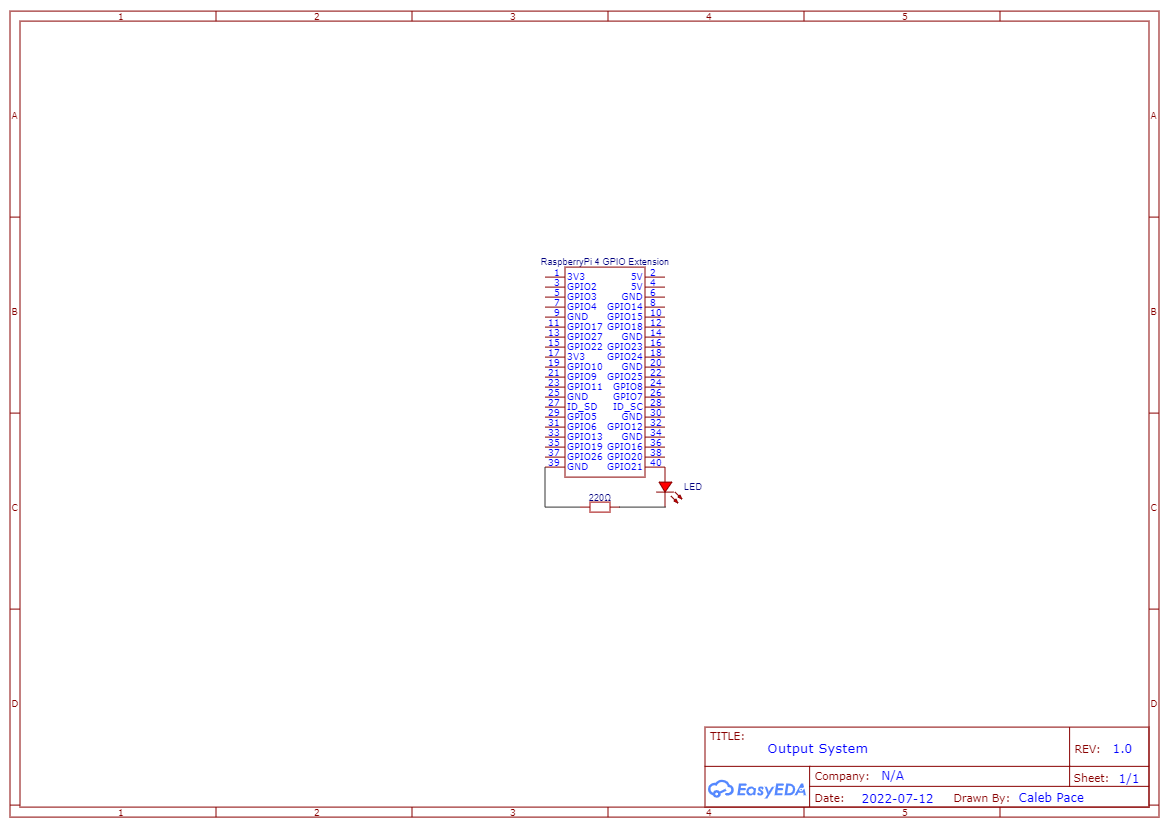 1 2 3 4 5
A A
RaspberryPi 4 GPIO Extension
1 3V3 5V 2
3 GPIO2 5V 4
5 GPIO3 GND 6
7 GPIO4 GPIO14 8
9 GND GPIO15 10
11 GPIO17 GPIO18 12
13 GPIO27 GND 14
15 GPIO22 GPIO23 16
17 3V3 GPIO24 18
19 GPIO10 GND 20
21 GPIO9 GPIO25 22
23 GPIO11 GPIO8 24
25 GND GPIO7 26
27 ID_SD ID_SC 28
29 GPIO5 GND 30
31 GPIO6 GPIO12 32
33 GPIO13 GND 34
35 GPIO19 GPIO16 36
37 GPIO26 GPIO20 38
39 GND GPIO21 40
B B
LED
220Ω
C C
D D
TITLE:
Output System
REV: 1.0
EasyEDA
Company: N/A
Sheet: 1/1
Date: 2022-07-12 Drawn By: Caleb Pace
1 2 3 4 5